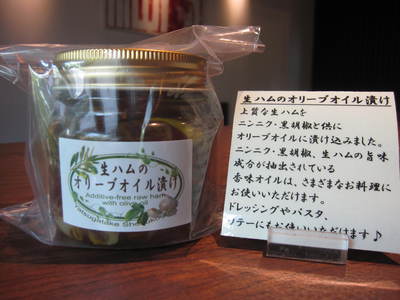 生ハムの
オリーブオイル漬け
Additive-free raw ham
with olive oil
生ハムのオリーブオイル漬け
上質な生ハムを
ニンニク・黒胡椒と供に
オリーブオイルに漬け込みました。
ニンニク・黒胡椒、生ハムの旨味
成分が抽出されている
香味オイルは、さまざまなお料理に
お使いいただけます。
ドレッシングやパスタ、
ソテーにもお使いいただけます♪